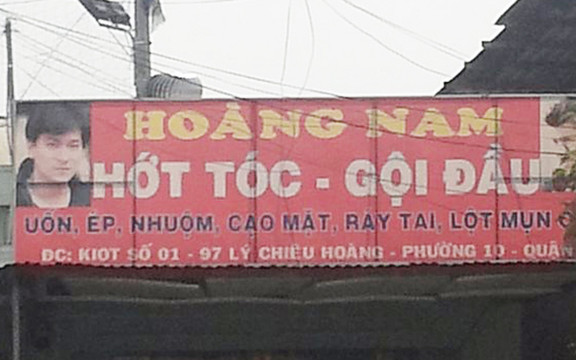 HOÀNG NAM
HỚT TÓC - GỘI ĐẦU
UỐN, ÉP, NHUỘM, CẠO MẶT, RÁY TAI, LỘT MỤN
ĐC: KIOT SỐ 01 - 97 LÝ CHIÊU HOÀNG - PHƯỜNG 10 - QUẬN